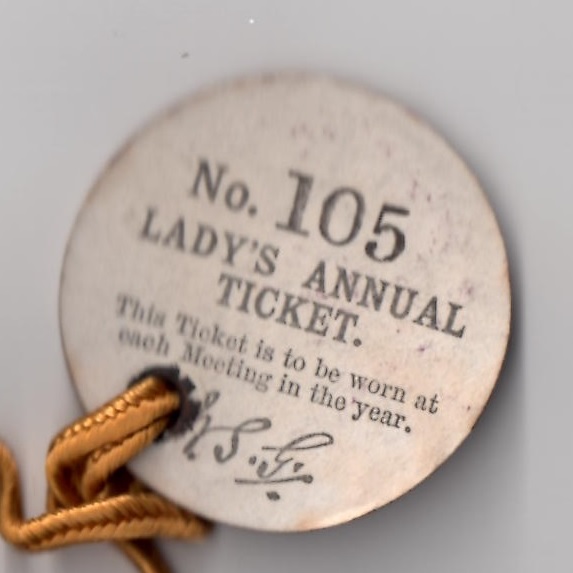 No. 105
LADY'S ANNUAL
TICKET.
This Ticket is to be worn at
each Meeting in the year.
S.G.